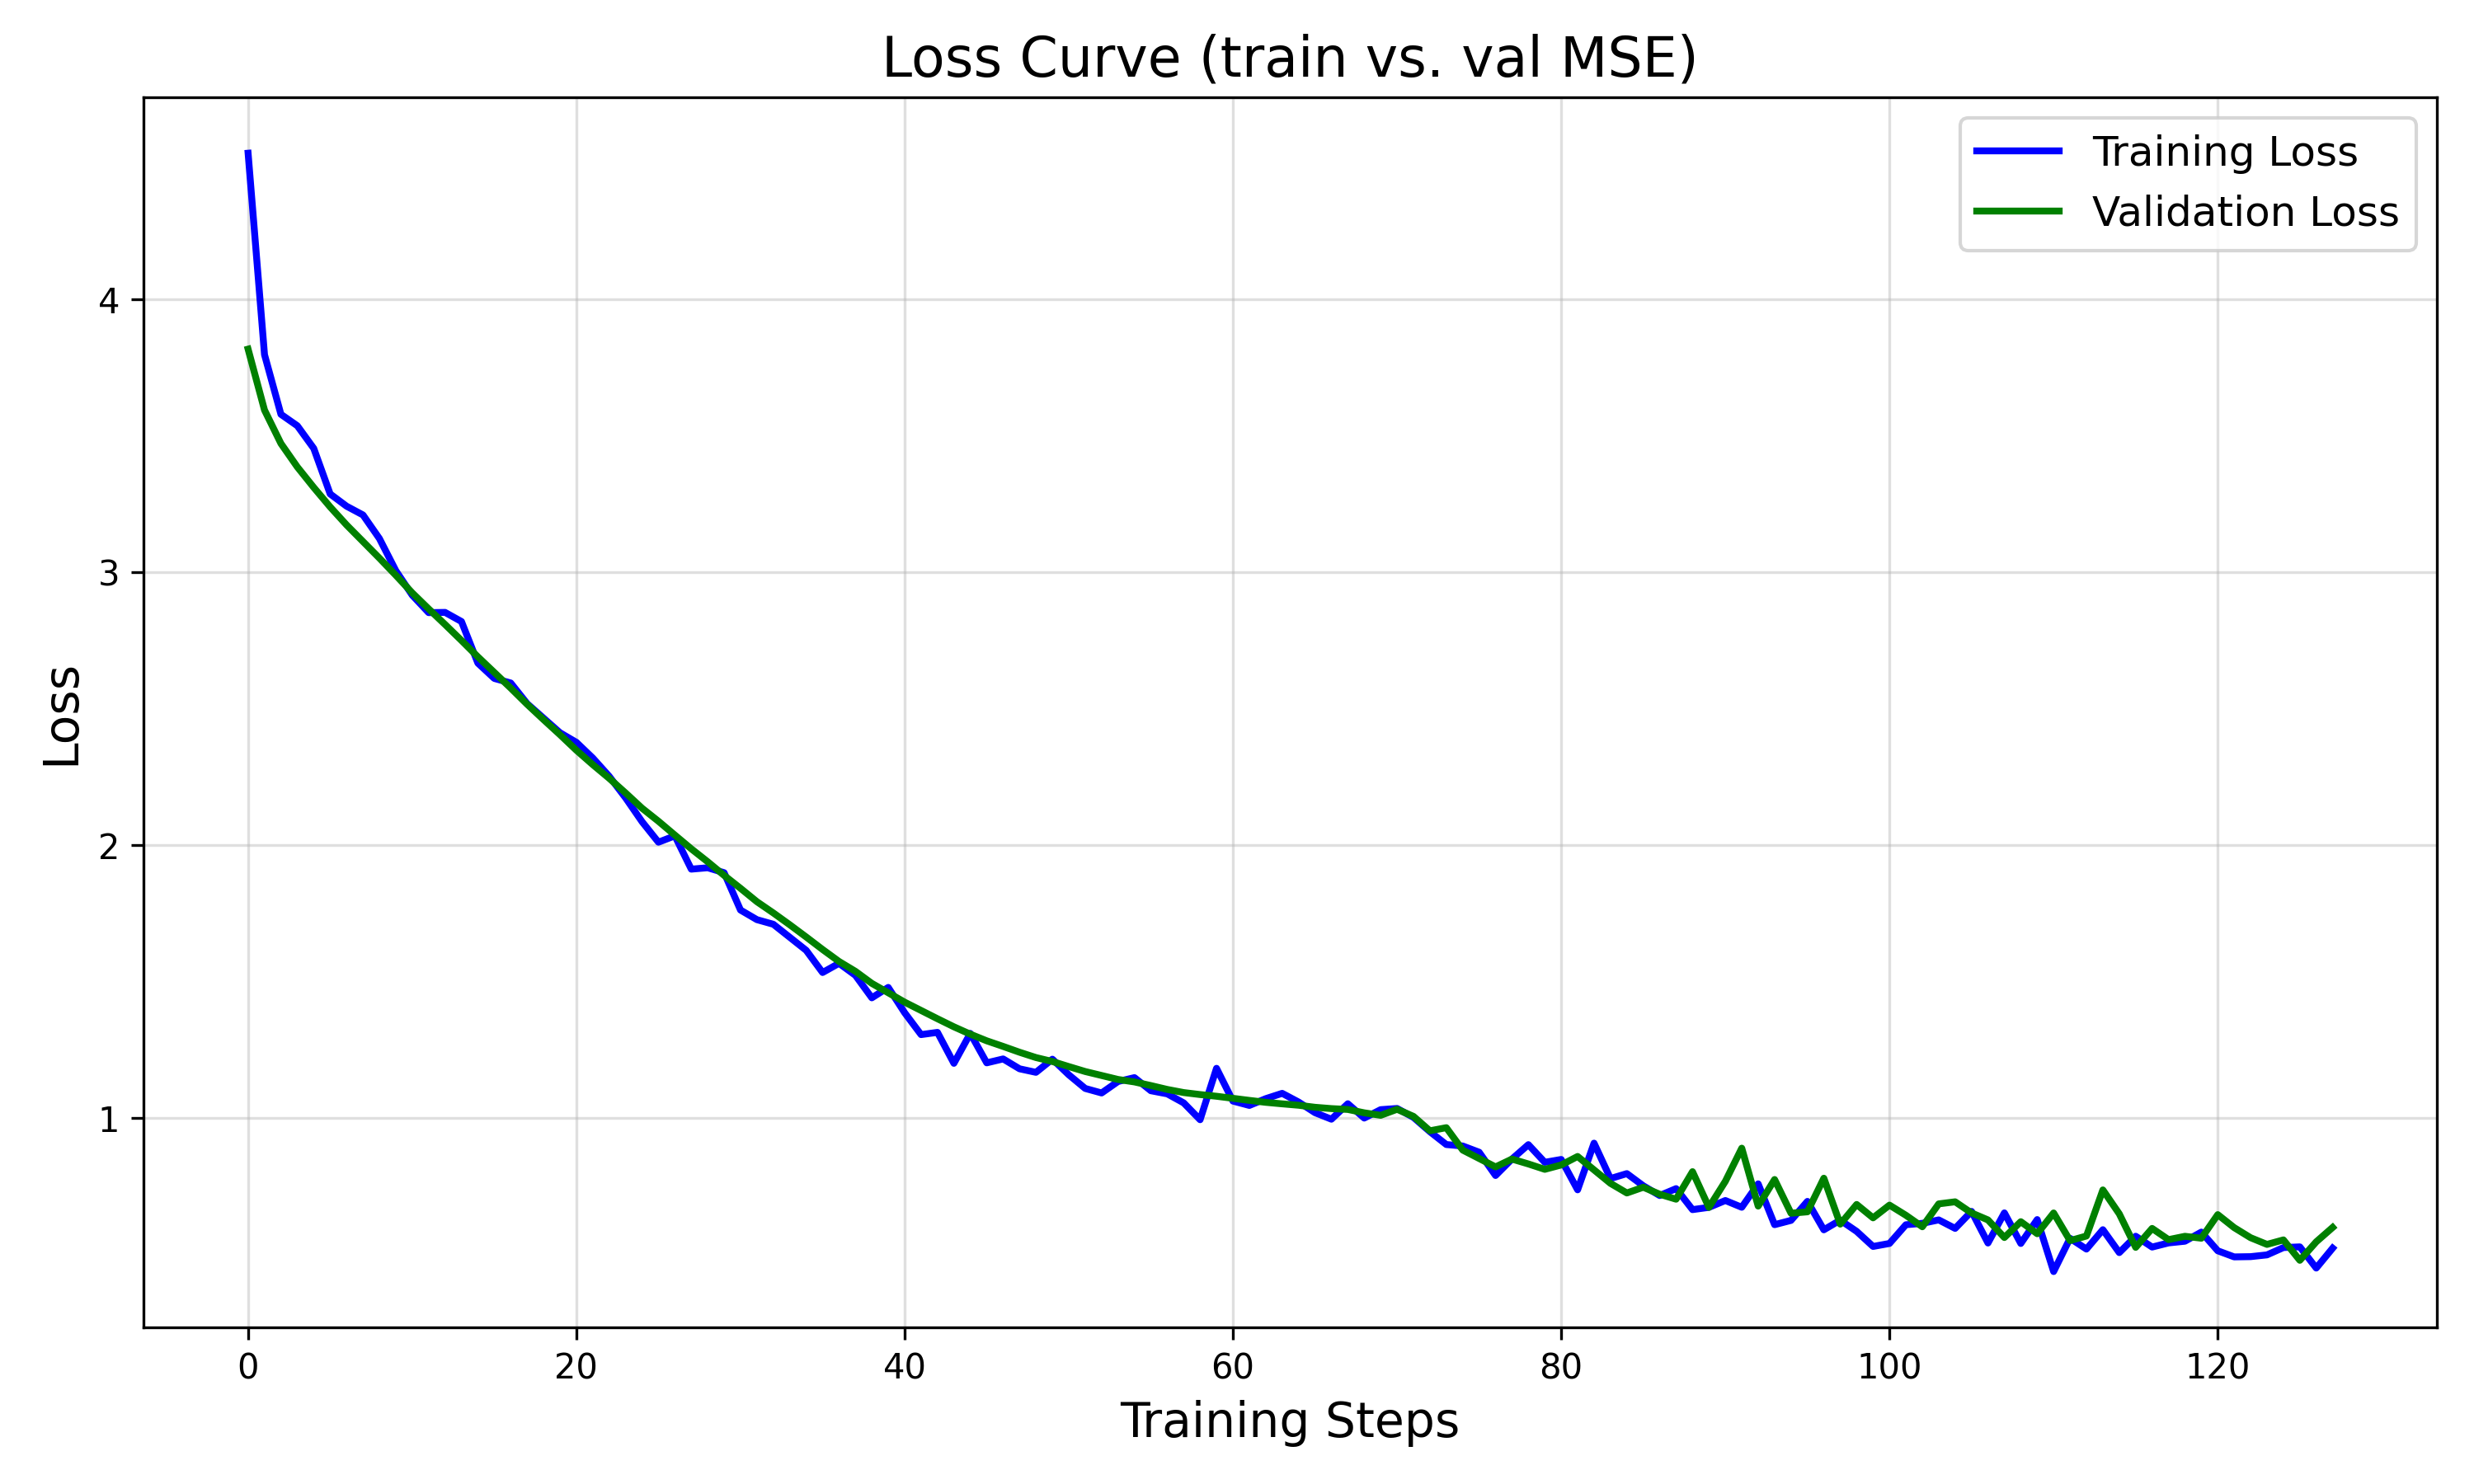 Loss Curve (train vs. val MSE)
Training Loss
Validation Loss
4
3
2
1
Loss
0 20 40 60 80 100 120
Training Steps